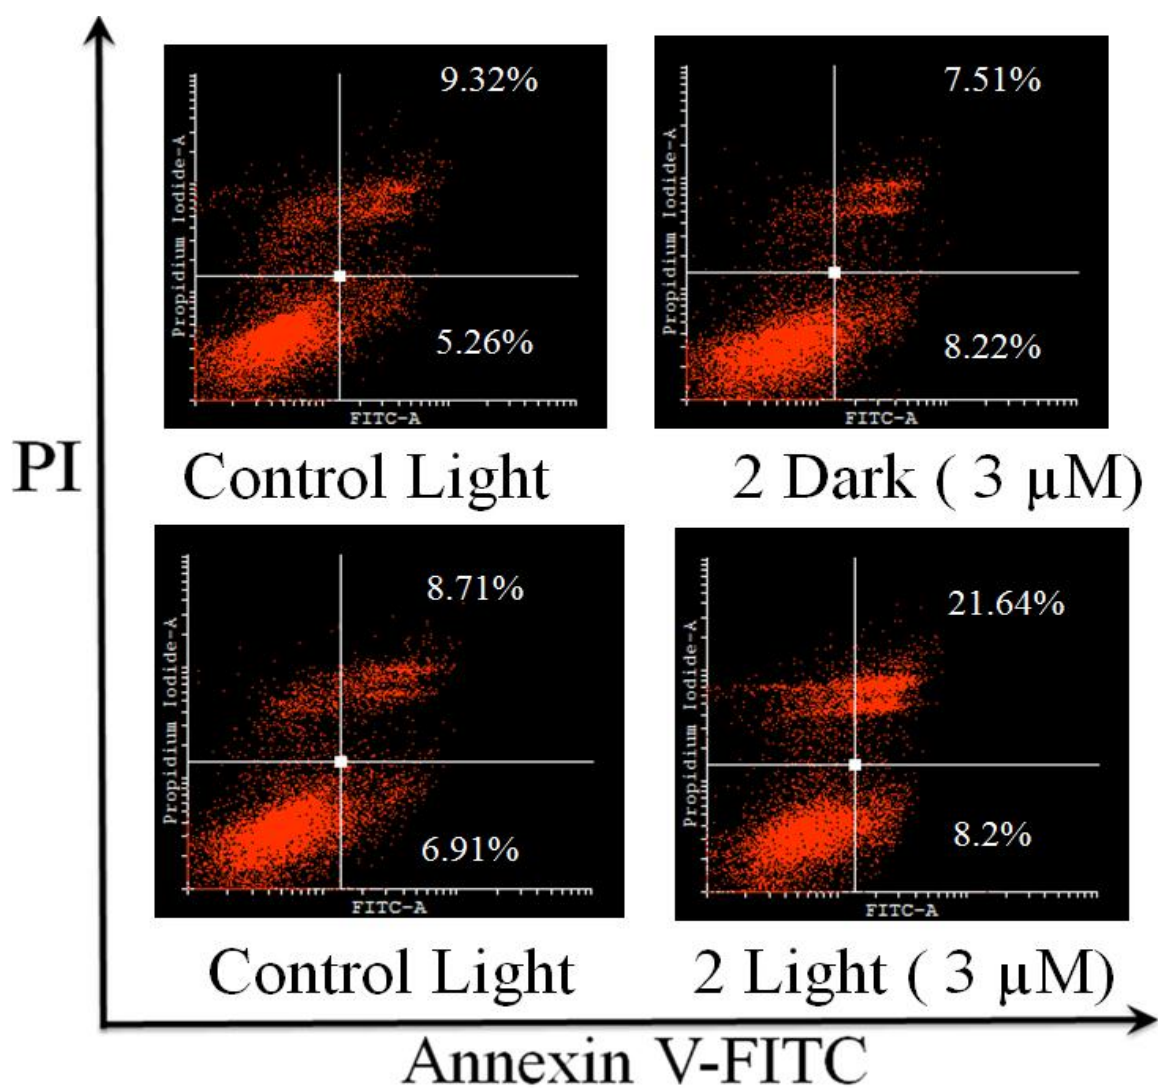 9.32%
Propidium Iodide-A
5.26%
FITC-A
Control Light
7.51%
Propidium Iodide-A
8.22%
FITC-A
2 Dark ( 3 μM)
PI
8.71%
Propidium Iodide-A
6.91%
FITC-A
Control Light
21.64%
Propidium Iodide-A
8.2%
FITC-A
2 Light ( 3 μM)
Annexin V-FITC